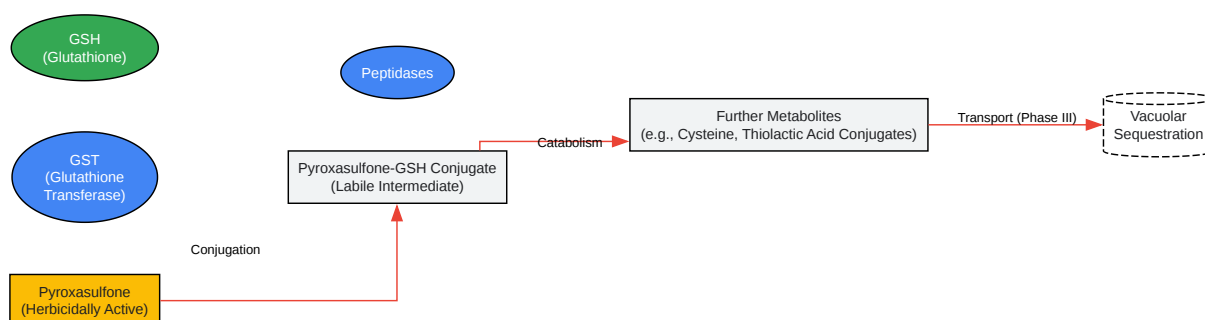 GSH
(Glutathione)
GST
(Glutathione
Transferase)
Pyroxasulfone
(Herbicidally Active)
Conjugation
Peptidases
Pyroxasulfone-GSH Conjugate
(Labile Intermediate)
Catabolism
Further Metabolites
(e.g., Cysteine, Thiolactic Acid Conjugates)
Transport (Phase III)
Vacuolar
Sequestration